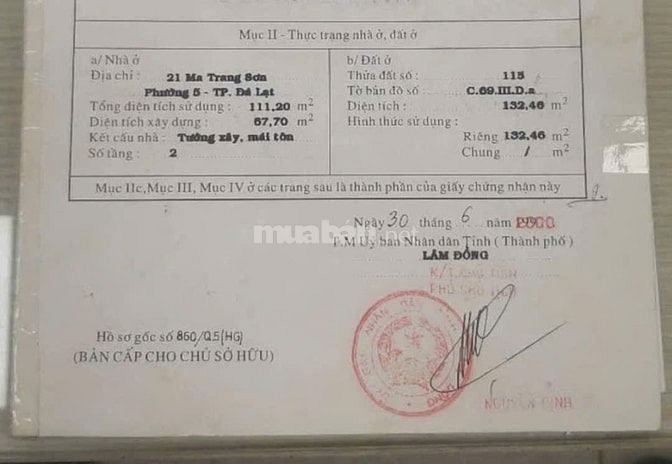 Mục II - Thực trạng nhà ở, đất ở
a/ Nhà ở
Địa chỉ : 21 Ma Trang Sơn
Phường 5 - TP. Đà Lạt
Tổng diện tích sử dụng : 111,20 m²
Diện tích xây dựng : 67,70 m²
Kết cấu nhà : Tường xây, mái tôn
Số tầng : 2
b/ Đất ở
Thửa đất số : 115
Tờ bản đồ số : C.69.III.D.a
Diện tích : 132,46 m²
Hình thức sử dụng :
Riêng 132,46 m²
Chung / m²
Mục IIc,Mục III, Mục IV ở các trang sau là thành phần của giấy chứng nhận này
Ngày 30 tháng 6 năm 2000
T.M Ủy ban Nhân dân Tỉnh ( Thành phố )
LÂM ĐỒNG
muaban.net
Hồ sơ gốc số 860/QS(HG)
(BẢN CẤP CHO CHỦ SỞ HỮU)